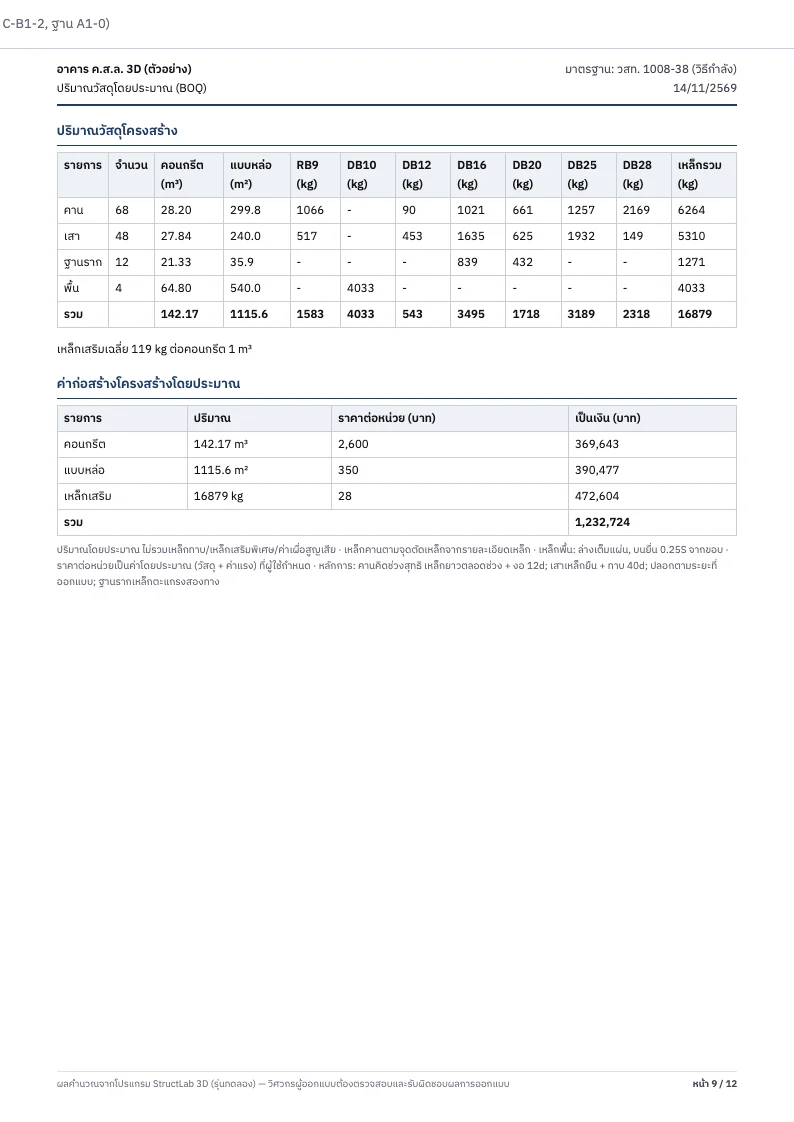 C-B1-2, ฐาน A1-0)
อาคาร ค.ส.ล. 3D (ตัวอย่าง) มาตรฐาน: วสท. 1008-38 (วิธีกำลัง)
ปริมาณวัสดุโดยประมาณ (BOQ) 14/11/2569
ปริมาณวัสดุโครงสร้าง
รายการ จำนวน คอนกรีต (m³) แบบหล่อ (m²) RB9 (kg) DB10 (kg) DB12 (kg) DB16 (kg) DB20 (kg) DB25 (kg) DB28 (kg) เหล็กรวม (kg)
คาน 68 28.20 299.8 1066 - 90 1021 661 1257 2169 6264
เสา 48 27.84 240.0 517 - 453 1635 625 1932 149 5310
ฐานราก 12 21.33 35.9 - - - 839 432 - - 1271
พื้น 4 64.80 540.0 - 4033 - - - - - 4033
รวม 142.17 1115.6 1583 4033 543 3495 1718 3189 2318 16879
เหล็กเสริมเฉลี่ย 119 kg ต่อคอนกรีต 1 m³
ค่าก่อสร้างโครงสร้างโดยประมาณ
รายการ ปริมาณ ราคาต่อหน่วย (บาท) เป็นเงิน (บาท)
คอนกรีต 142.17 m³ 2,600 369,643
แบบหล่อ 1115.6 m² 350 390,477
เหล็กเสริม 16879 kg 28 472,604
รวม 1,232,724
ปริมาณโดยประมาณ ไม่รวมเหล็กทาบ/เหล็กเสริมพิเศษ/ค่าเผื่อสูญเสีย · เหล็กคานตามจุดตัดเหล็กจากรายละเอียดเหล็ก · เหล็กพื้น: ล่างเต็มแผ่น, บนยื่น 0.25S จากขอบ ·
ราคาต่อหน่วยเป็นค่าโดยประมาณ (วัสดุ + ค่าแรง) ที่ผู้ใช้กำหนด · หลักการ: คานคิดช่วงสุทธิ เหล็กยาวตลอดช่วง + งอ 12d; เสาเหล็กยืน + ทาบ 40d; ปลอกตามระยะที่
ออกแบบ; ฐานรากเหล็กตะแกรงสองทาง
ผลคำนวณจากโปรแกรม StructLab 3D (รุ่นทดลอง) — วิศวกรผู้ออกแบบต้องตรวจสอบและรับผิดชอบผลการออกแบบ หน้า 9 / 12